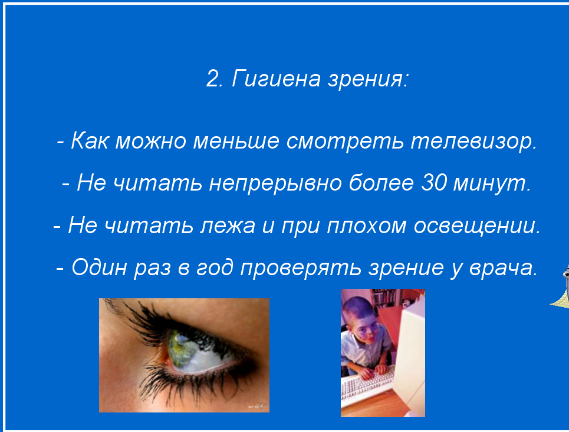 2. Гигиена зрения:
- Как можно меньше смотреть телевизор.
- Не читать непрерывно более 30 минут.
- Не читать лежа и при плохом освещении.
- Один раз в год проверять зрение у врача.